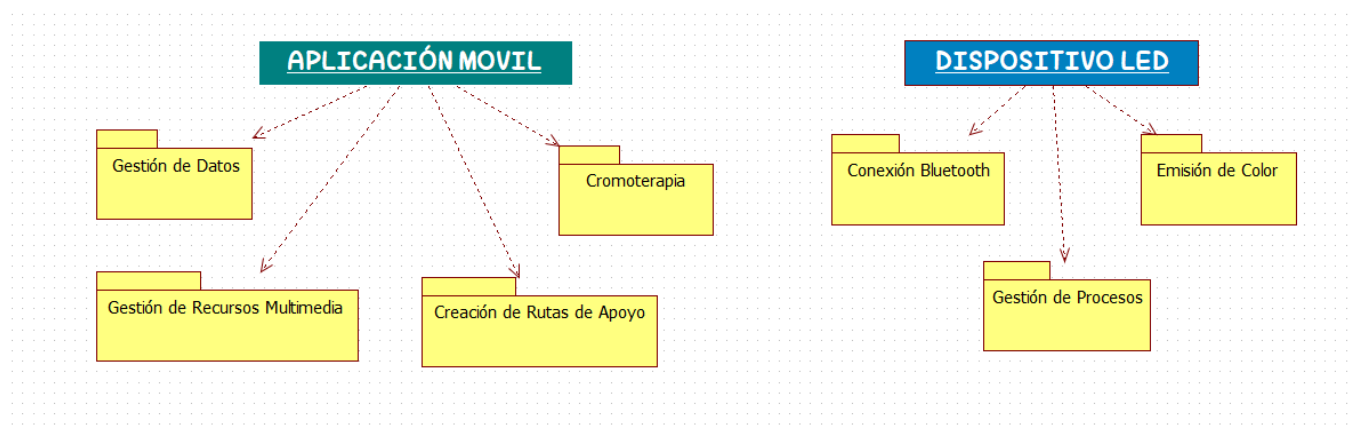 APLICACIÓN MOVIL
DISPOSITIVO LED
Gestión de Datos
Cromoterapia
Conexión Bluetooth
Emisión de Color
Gestión de Recursos Multimedia
Creación de Rutas de Apoyo
Gestión de Procesos